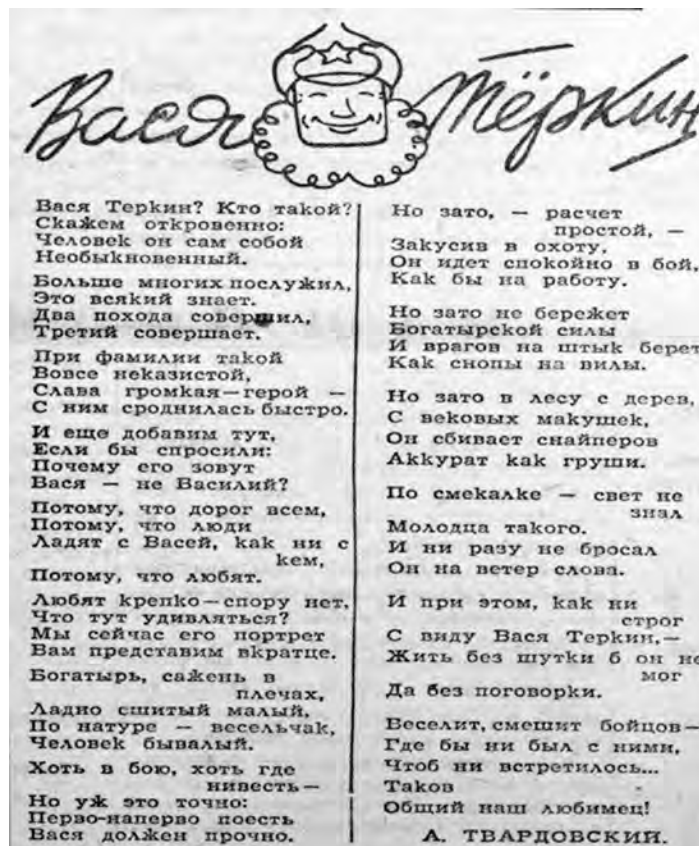 Вася Тёркин
Вася Теркин? Кто такой?
Скажем откровенно:
Человек он сам собой
Необыкновенный.
Больше многих послужил,
Это всякий знает.
Два похода совершил,
Третий совершает.
При фамилии такой
Вовсе неказистой,
Слава громкая—герой —
С ним сроднилась быстро.
И еще добавим тут,
Если бы спросили:
Почему его зовут
Вася — не Василий?
Потому, что дорог всем,
Потому, что люди
Ладят с Васей, как ни с
кем,
Потому, что любят.
Любят крепко—спору нет,
Что тут удивляться?
Мы сейчас его портрет
Вам представим вкратце.
Богатырь, сажень в
плечах,
Ладно сшитый малый,
По натуре — весельчак,
Человек бывалый.
Хоть в бою, хоть где
нивесть—
Но уж это точно:
Перво-наперво поесть
Вася должен прочно.
Но зато, — расчет
простой, —
Закусив в охоту,
Он идет спокойно в бой,
Как бы на работу.
Но зато не бережет
Богатырской силы
И врагов на штык берет
Как снопы на вилы.
Но зато в лесу с дерев,
С вековых макушек,
Он сбивает снайперов
Аккурат как груши.
По смекалке — свет не
знал
Молодца такого.
И ни разу не бросал
Он на ветер слова.
И при этом, как ни
строг
С виду Вася Теркин,—
Жить без шутки б он не
мог
Да без поговорки.
Веселит, смешит бойцов—
Где бы ни был с ними,
Чтоб ни встретилось...
Таков
Общий наш любимец!
А. ТВАРДОВСКИЙ.